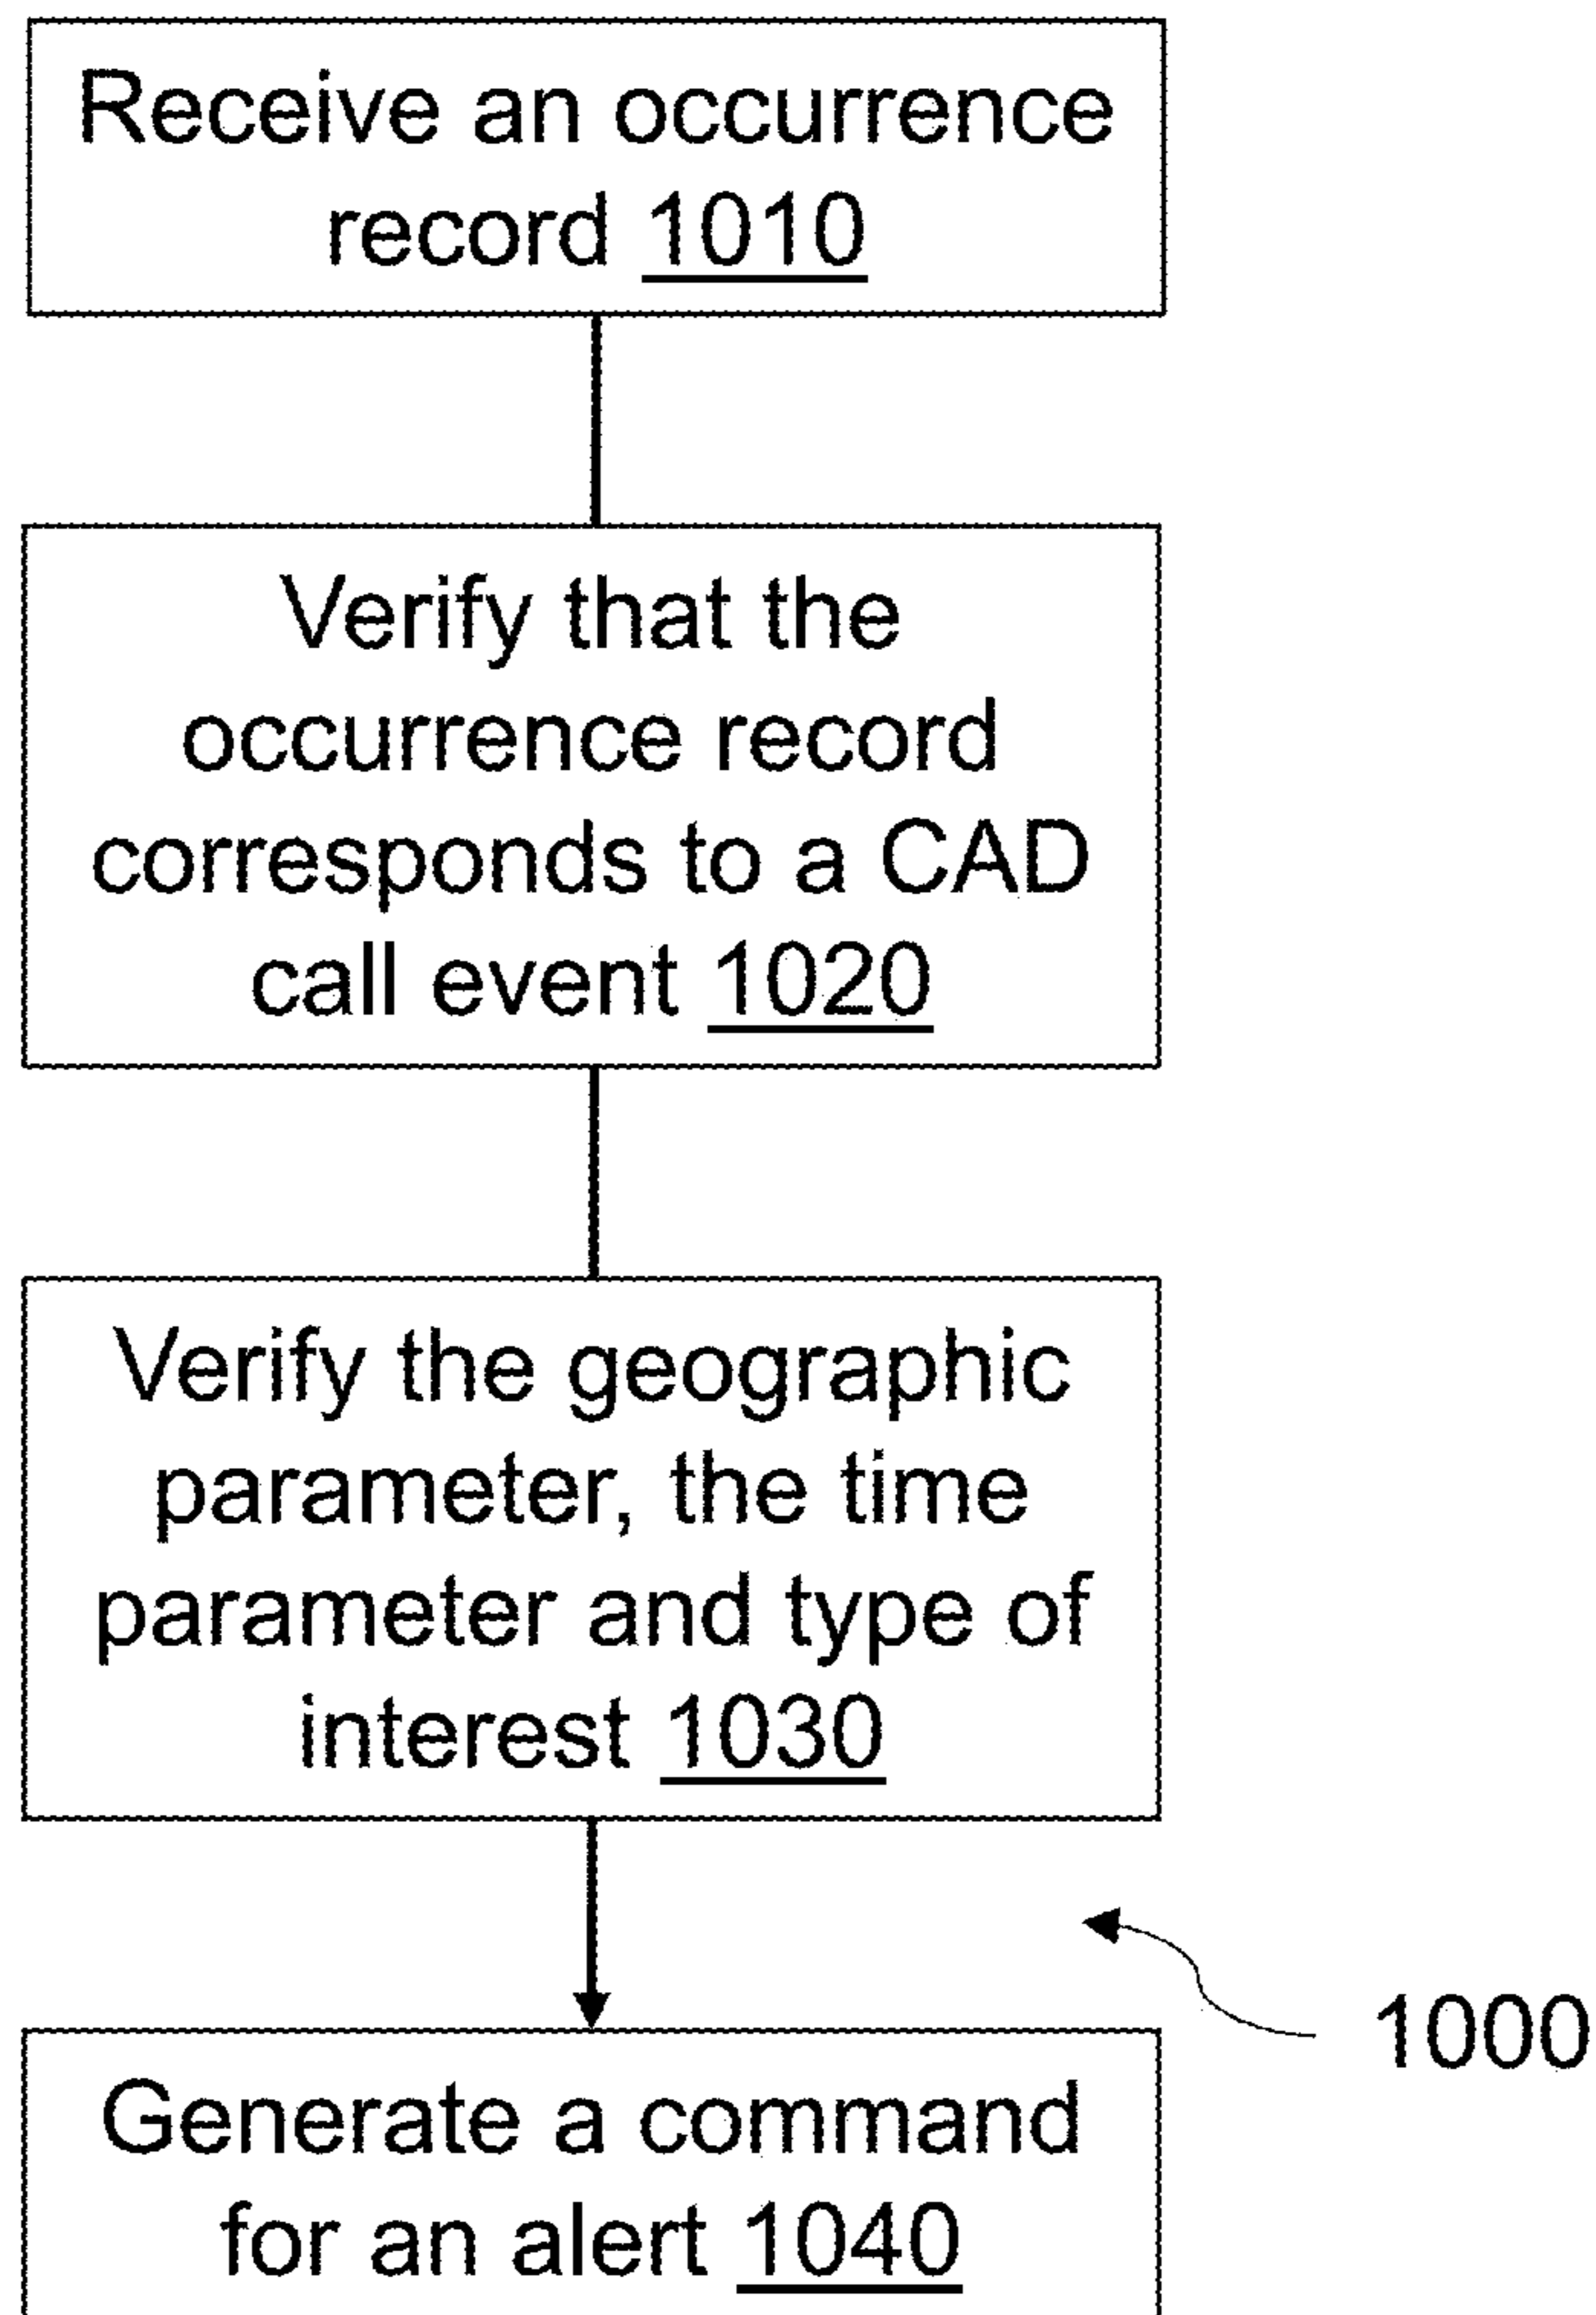 Receive an occurrence
record 1010
Verify that the
occurrence record
corresponds to a CAD
call event 1020
Verify the geographic
parameter, the time
parameter and type of
interest 1030
1000
Generate a command
for an alert 1040